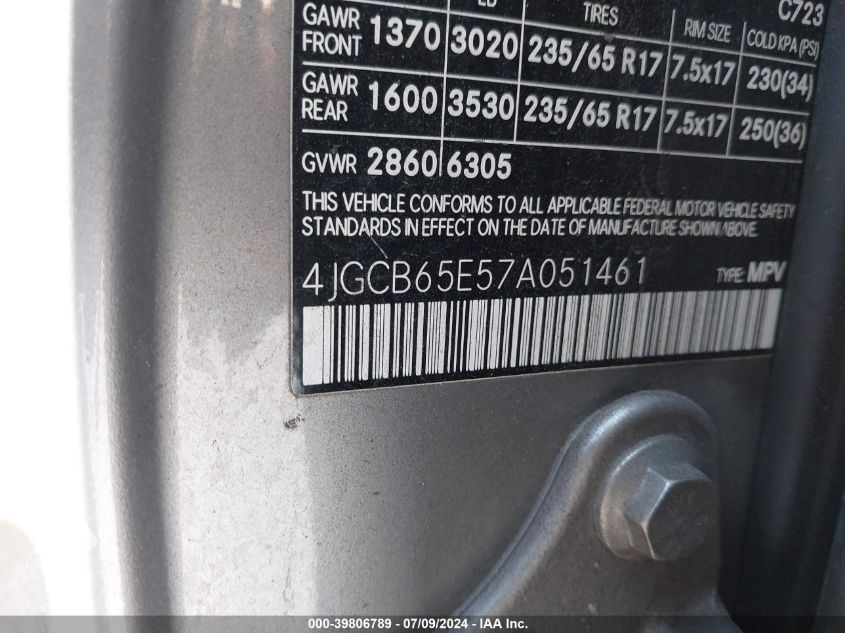 C723
TIRES RIM SIZE COLD KPA (PSI)
GAWR FRONT 1370 3020 235/65 R17 7.5x17 230(34)
GAWR REAR 1600 3530 235/65 R17 7.5x17 250(36)
GVWR 2860 6305
THIS VEHICLE CONFORMS TO ALL APPLICABLE FEDERAL MOTOR VEHICLE SAFETY
STANDARDS IN EFFECT ON THE DATE OF MANUFACTURE SHOWN ABOVE.
4JGCB65E57A051461 TYPE: MPV
000-39806789 - 07/09/2024 - IAA Inc.